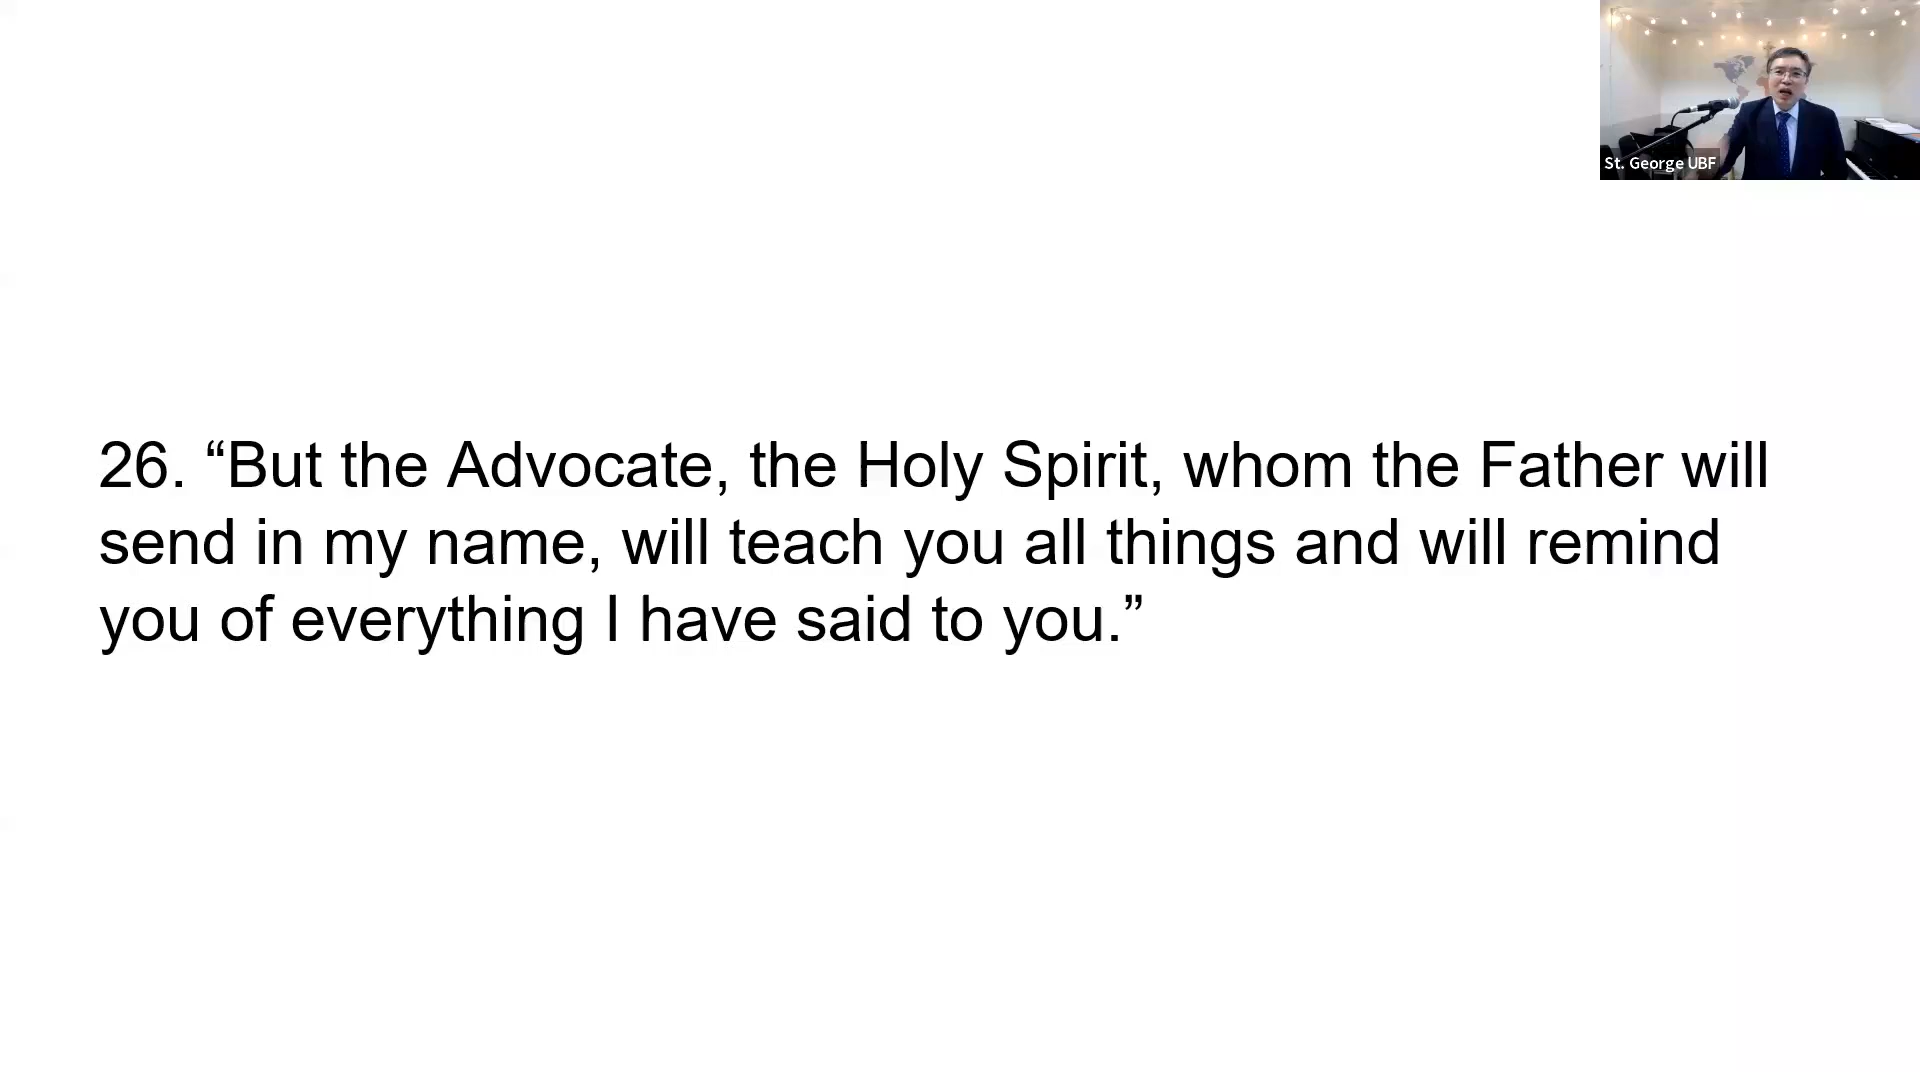 St. George UBF
26. “But the Advocate, the Holy Spirit, whom the Father will
send in my name, will teach you all things and will remind
you of everything I have said to you.”